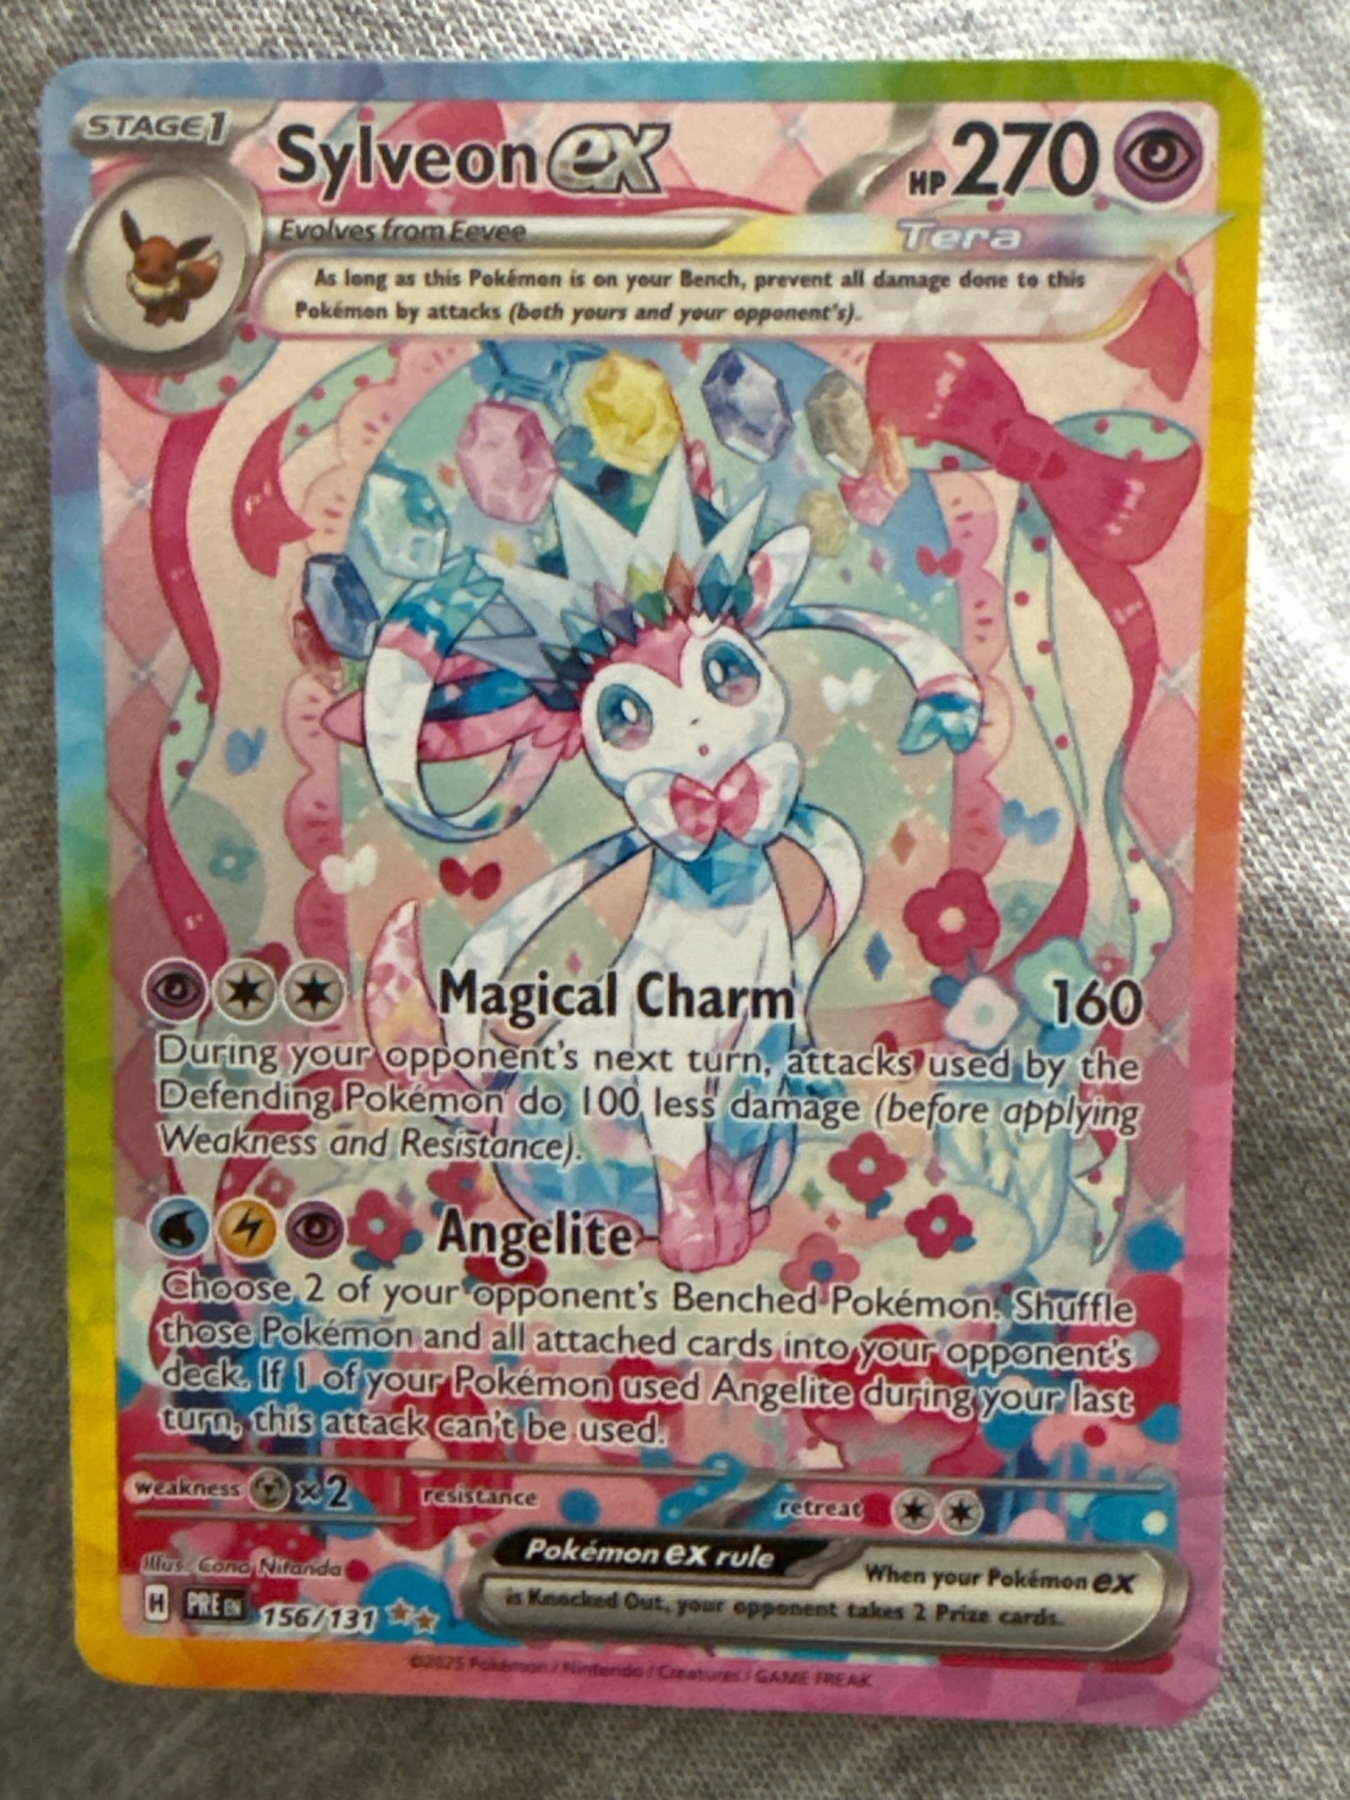 STAGE 1 Sylveon ex HP 270
Evolves from Eevee Tera
As long as this Pokémon is on your Bench, prevent all damage done to this
Pokémon by attacks (both yours and your opponent's).
Magical Charm 160
During your opponent's next turn, attacks used by the
Defending Pokémon do 100 less damage (before applying
Weakness and Resistance).
Angelite
Choose 2 of your opponent's Benched Pokémon. Shuffle
those Pokémon and all attached cards into your opponent's
deck. If 1 of your Pokémon used Angelite during your last
turn, this attack can't be used.
weakness ×2 resistance retreat
Pokémon ex rule When your Pokémon ex
is Knocked Out, your opponent takes 2 Prize cards.
Illus. Cona Nitanda
H PRE EN 156/131
©2025 Pokémon / Nintendo / Creatures / GAME FREAK